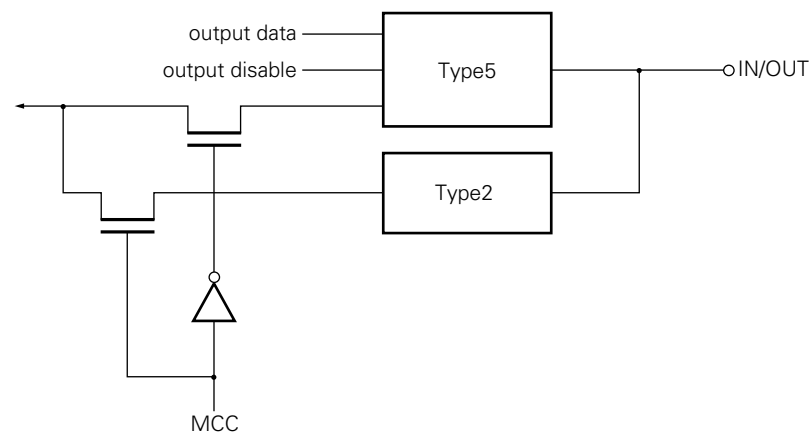 output data
output disable
Type5
IN/OUT
Type2
MCC